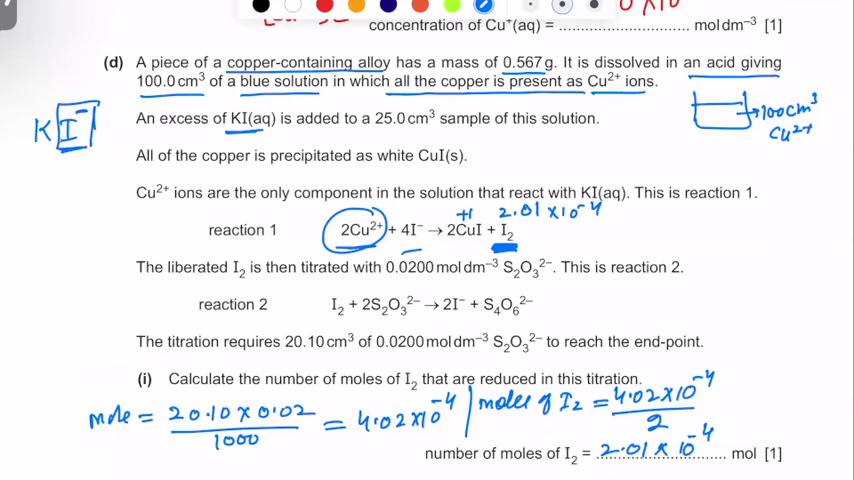 concentration of Cu⁺(aq) = ................................ mol dm⁻³ [1]
(d) A piece of a copper-containing alloy has a mass of 0.567 g. It is dissolved in an acid giving
100.0 cm³ of a blue solution in which all the copper is present as Cu²⁺ ions.
→100cm³
Cu²⁺
K I⁻
An excess of KI(aq) is added to a 25.0 cm³ sample of this solution.
All of the copper is precipitated as white CuI(s).
Cu²⁺ ions are the only component in the solution that react with KI(aq). This is reaction 1.
+1 2.01 × 10⁻⁴
reaction 1 2Cu²⁺ + 4I⁻ → 2CuI + I₂
The liberated I₂ is then titrated with 0.0200 mol dm⁻³ S₂O₃²⁻. This is reaction 2.
reaction 2 I₂ + 2S₂O₃²⁻ → 2I⁻ + S₄O₆²⁻
The titration requires 20.10 cm³ of 0.0200 mol dm⁻³ S₂O₃²⁻ to reach the end-point.
(i) Calculate the number of moles of I₂ that are reduced in this titration.
mole = 20.10 × 0.02 / 1000 = 4.02×10⁻⁴ | moles of I₂ = 4.02×10⁻⁴ / 2
number of moles of I₂ = 2.01 × 10⁻⁴ mol [1]